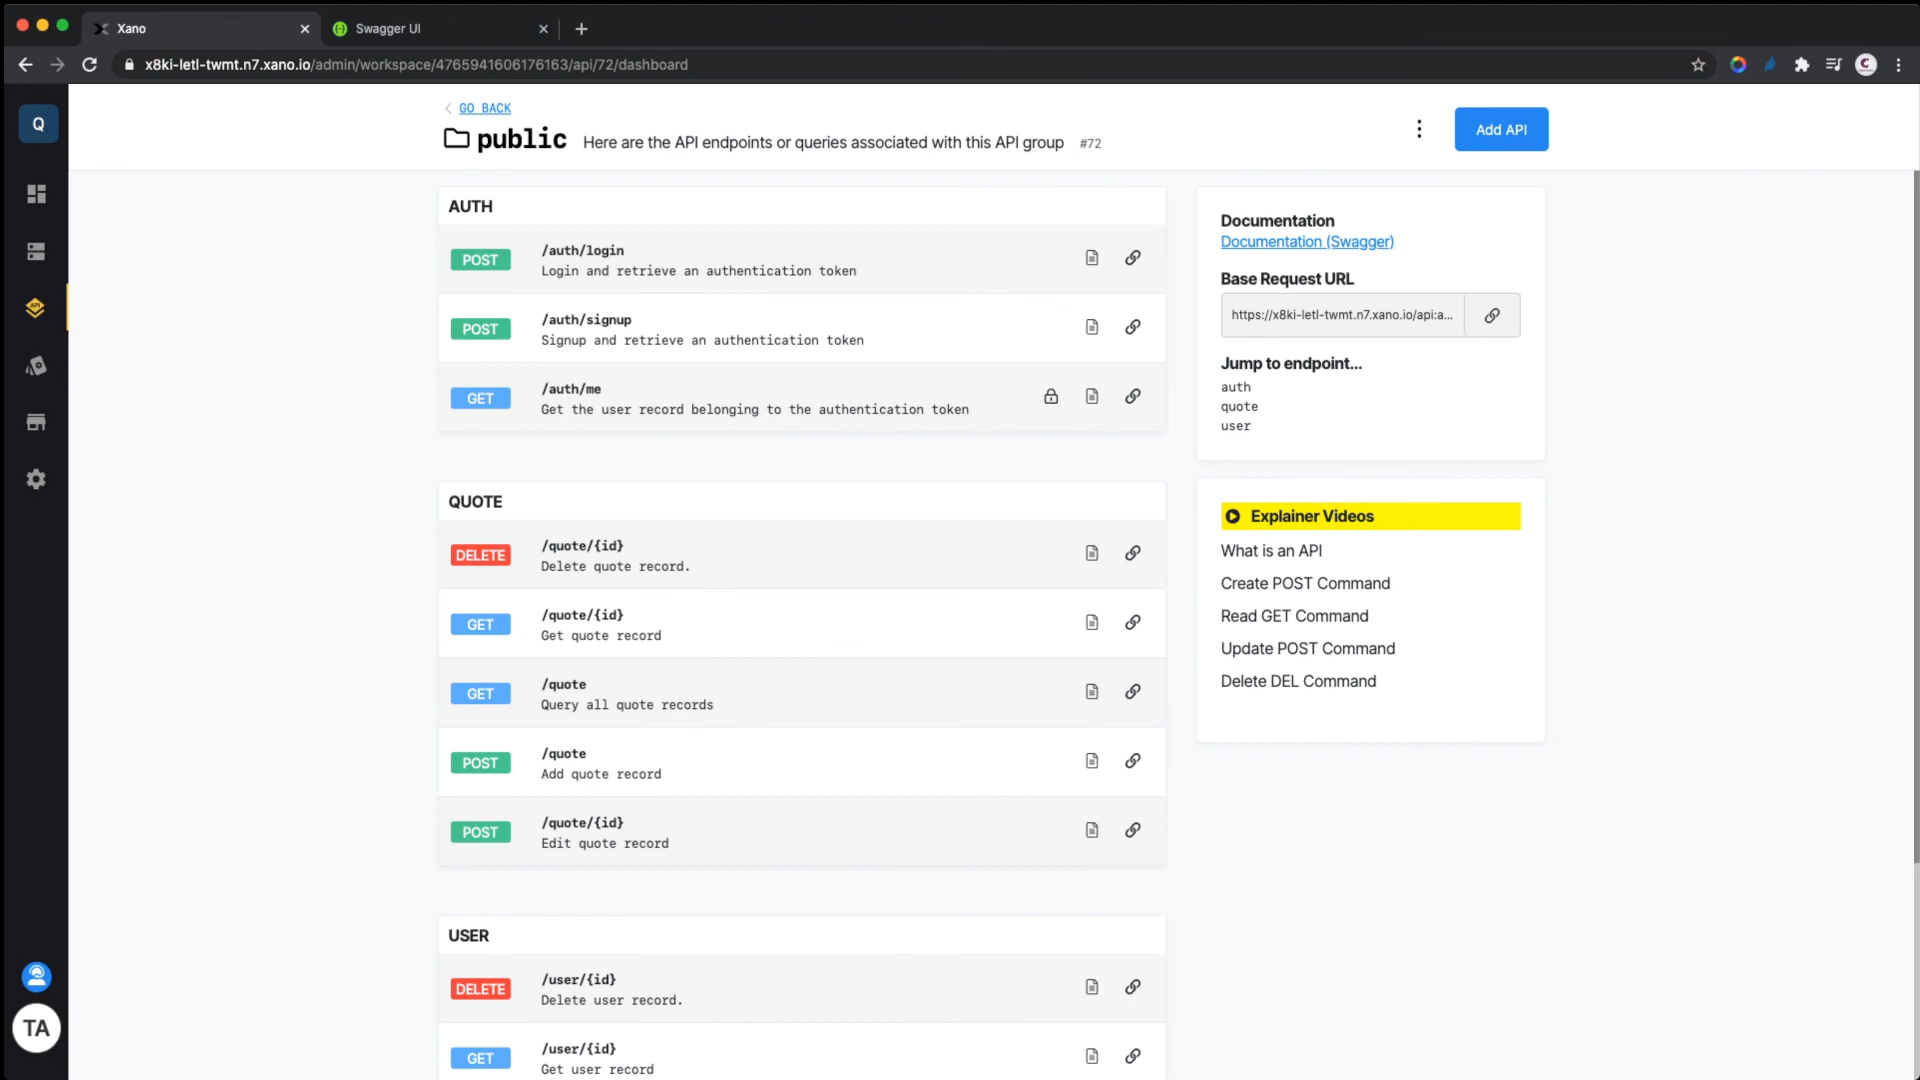 Xano
Swagger UI
x8ki-letl-twmt.n7.xano.io/admin/workspace/4765941606176163/api/72/dashboard
Q
GO BACK
public Here are the API endpoints or queries associated with this API group #72
Add API
AUTH
POST /auth/login
Login and retrieve an authentication token
POST /auth/signup
Signup and retrieve an authentication token
GET /auth/me
Get the user record belonging to the authentication token
QUOTE
DELETE /quote/{id}
Delete quote record.
GET /quote/{id}
Get quote record
GET /quote
Query all quote records
POST /quote
Add quote record
POST /quote/{id}
Edit quote record
USER
DELETE /user/{id}
Delete user record.
GET /user/{id}
Get user record
Documentation
Documentation (Swagger)
Base Request URL
https://x8ki-letl-twmt.n7.xano.io/api:a...
Jump to endpoint...
auth
quote
user
Explainer Videos
What is an API
Create POST Command
Read GET Command
Update POST Command
Delete DEL Command
API
TA